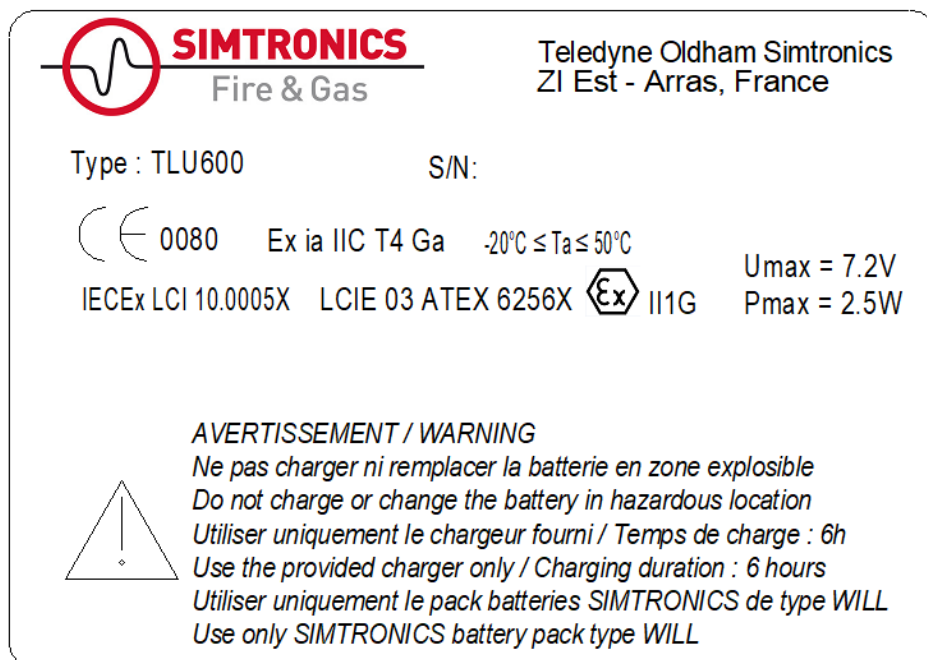 SIMTRONICS
Fire & Gas
Teledyne Oldham Simtronics
ZI Est - Arras, France
Type : TLU600
S/N:
CE 0080 Ex ia IIC T4 Ga -20°C ≤ Ta ≤ 50°C
IECEx LCI 10.0005X LCIE 03 ATEX 6256X Ex II1G
Umax = 7.2V
Pmax = 2.5W
AVERTISSEMENT / WARNING
Ne pas charger ni remplacer la batterie en zone explosible
Do not charge or change the battery in hazardous location
Utiliser uniquement le chargeur fourni / Temps de charge : 6h
Use the provided charger only / Charging duration : 6 hours
Utiliser uniquement le pack batteries SIMTRONICS de type WILL
Use only SIMTRONICS battery pack type WILL